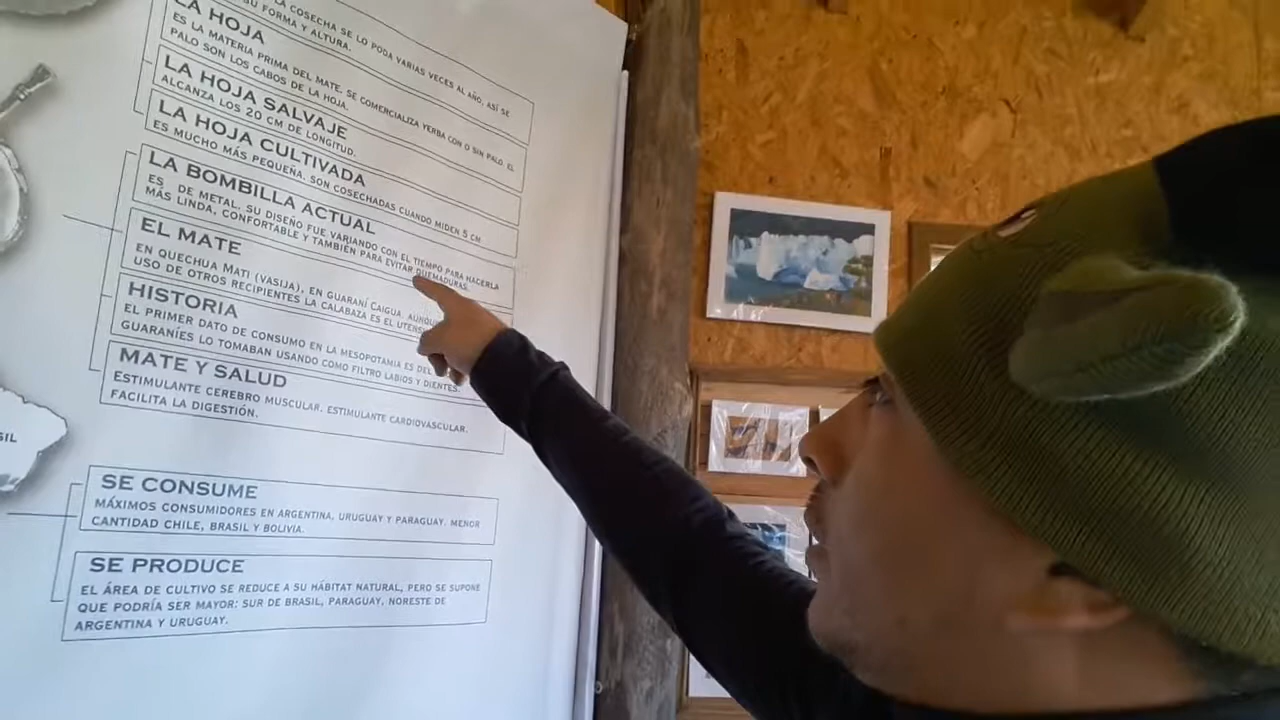 LA COSECHA SE LO PODA VARIAS VECES AL AÑO, ASÍ SE
SU FORMA Y ALTURA.
LA HOJA
ES LA MATERIA PRIMA DEL MATE. SE COMERCIALIZA YERBA CON O SIN PALO. EL
PALO SON LOS CABOS DE LA HOJA.
LA HOJA SALVAJE
ALCANZA LOS 20 CM DE LONGITUD.
LA HOJA CULTIVADA
ES MUCHO MÁS PEQUEÑA. SON COSECHADAS CUANDO MIDEN 5 CM.
LA BOMBILLA ACTUAL
ES DE METAL. SU DISEÑO FUE VARIANDO CON EL TIEMPO PARA HACERLA
MÁS LINDA, CONFORTABLE Y TAMBIÉN PARA EVITAR QUEMADURAS.
EL MATE
EN QUECHUA MATI (VASIJA), EN GUARANÍ CAIGUA.
USO DE OTROS RECIPIENTES LA CALABAZA ES EL
HISTORIA
EL PRIMER DATO DE CONSUMO EN LA MESOPOTAMIA ES DEL
GUARANÍES LO TOMABAN USANDO COMO FILTRO LABIOS Y DIENTES.
MATE Y SALUD
ESTIMULANTE CEREBRO MUSCULAR. ESTIMULANTE CARDIOVASCULAR.
FACILITA LA DIGESTIÓN.
SE CONSUME
MÁXIMOS CONSUMIDORES EN ARGENTINA, URUGUAY Y PARAGUAY. MENOR
CANTIDAD CHILE, BRASIL Y BOLIVIA.
SE PRODUCE
EL ÁREA DE CULTIVO SE REDUCE A SU HÁBITAT NATURAL, PERO SE SUPONE
QUE PODRÍA SER MAYOR: SUR DE BRASIL, PARAGUAY, NORESTE DE
ARGENTINA Y URUGUAY.